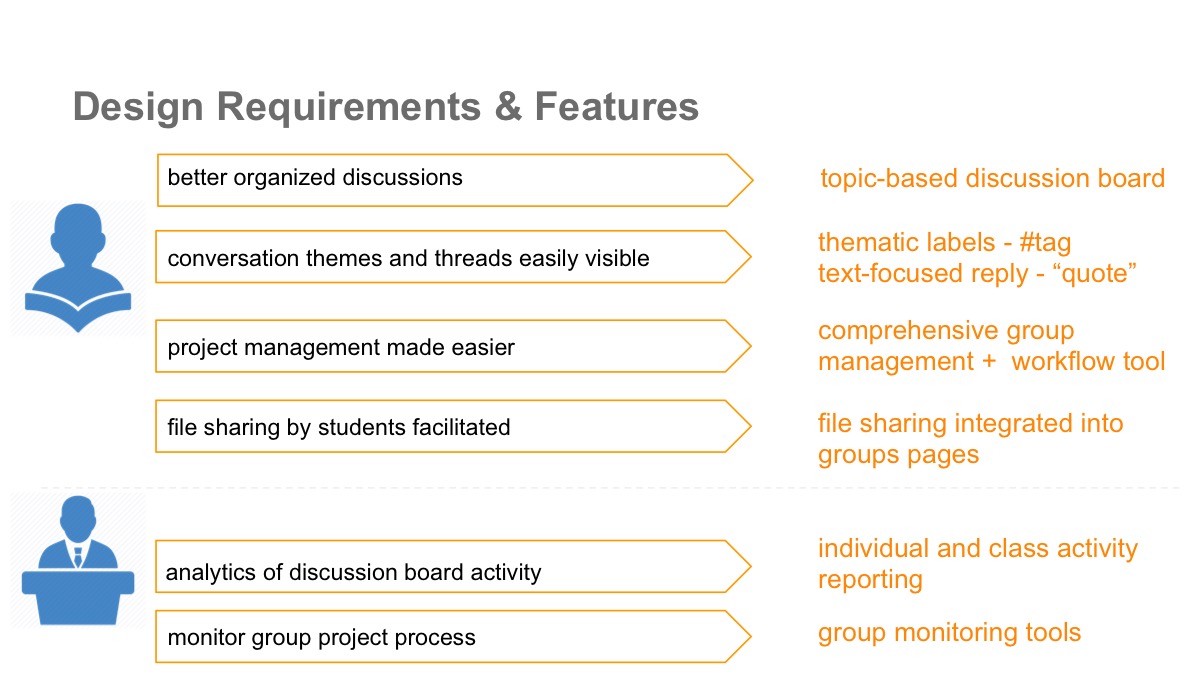 Design Requirements & Features
better organized discussions
topic-based discussion board
conversation themes and threads easily visible
thematic labels - #tag
text-focused reply - “quote”
project management made easier
comprehensive group
management +  workflow tool
file sharing by students facilitated
file sharing integrated into
groups pages
analytics of discussion board activity
individual and class activity
reporting
monitor group project process
group monitoring tools